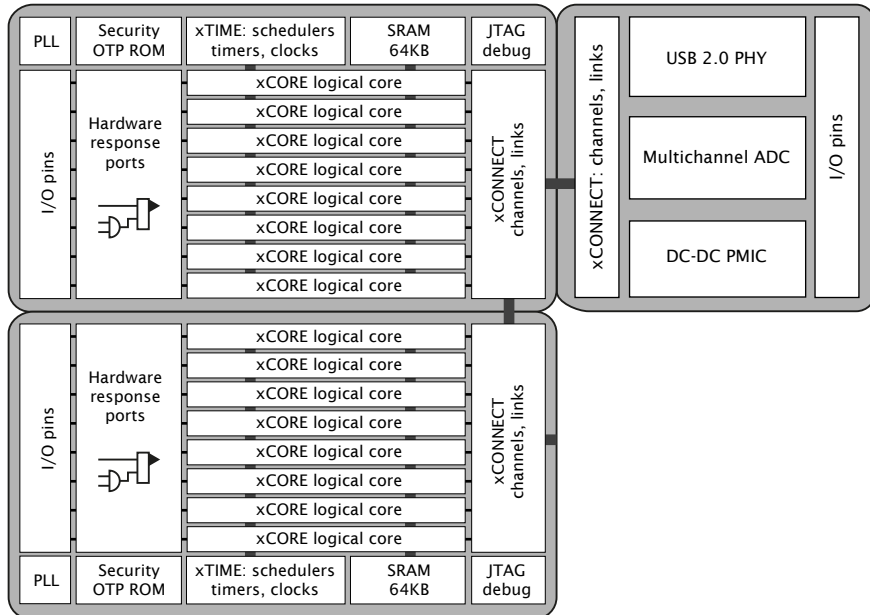 PLL
Security
OTP ROM
xTIME: schedulers
timers, clocks
SRAM
64KB
JTAG
debug
I/O pins
Hardware
response
ports
xCORE logical core
xCORE logical core
xCORE logical core
xCORE logical core
xCORE logical core
xCORE logical core
xCORE logical core
xCORE logical core
xCONNECT
channels, links
xCONNECT: channels, links
USB 2.0 PHY
Multichannel ADC
DC-DC PMIC
I/O pins
I/O pins
Hardware
response
ports
xCORE logical core
xCORE logical core
xCORE logical core
xCORE logical core
xCORE logical core
xCORE logical core
xCORE logical core
xCORE logical core
xCONNECT
channels, links
PLL
Security
OTP ROM
xTIME: schedulers
timers, clocks
SRAM
64KB
JTAG
debug